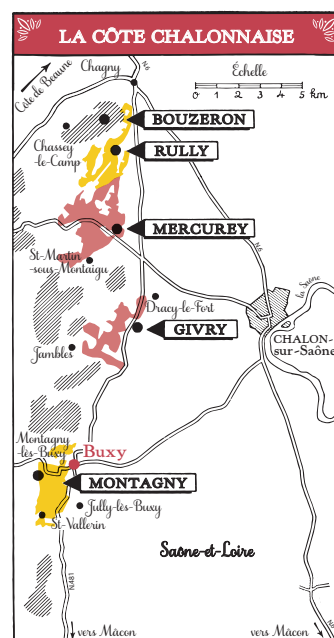 LA CÔTE CHALONNAISE
Côte de Beaune
Chagny
N6
Échelle
0 1 2 3 4 5 km
BOUZERON
Chassey
-le-Camp
RULLY
MERCUREY
N6
St-Martin
-sous-Montaigu
la Saône
Dracy-le-Fort
GIVRY
CHALON-
sur-Saône
Jambles
Montagny
-lès-Buxy
Buxy
MONTAGNY
Jully-lès-Buxy
St-Vallerin
Saône-et-Loire
N481
vers Mâcon
vers Mâcon